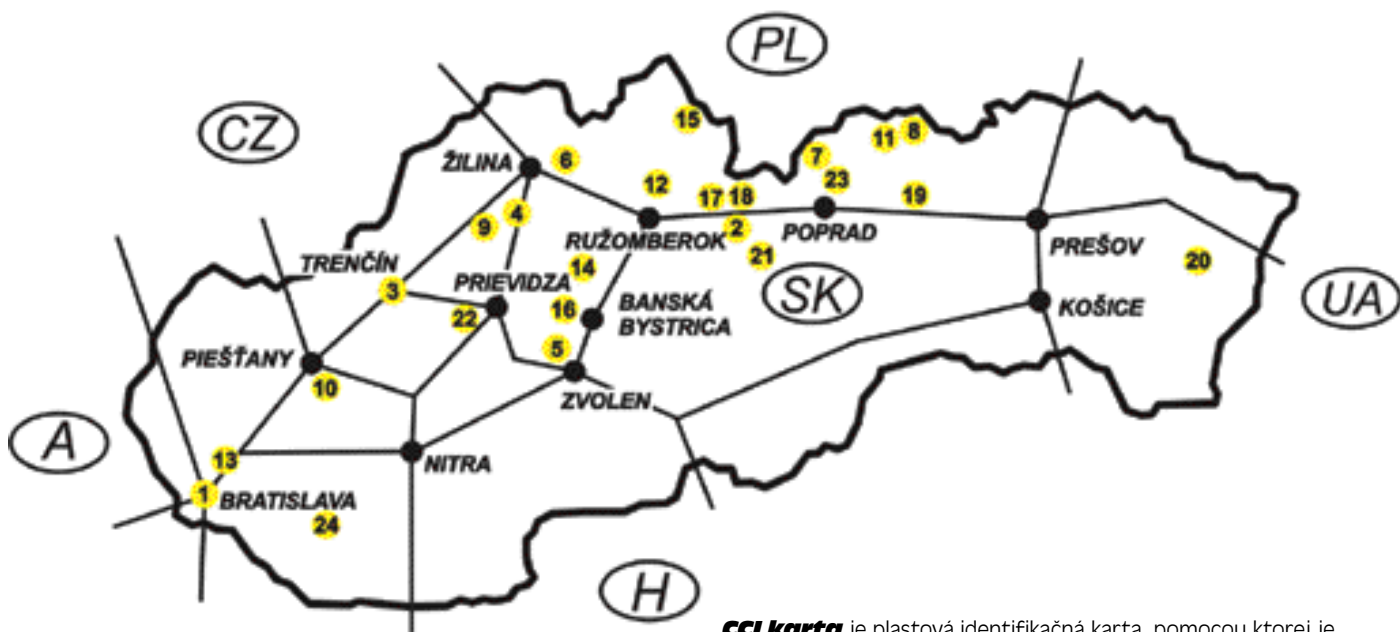 PL
CZ
15
11
8
7
ŽILINA
6
23
12
17
18
19
4
9
2
RUŽOMBEROK
POPRAD
PREŠOV
21
20
TRENČÍN
14
3
PRIEVIDZA
SK
UA
16
BANSKÁ
BYSTRICA
KOŠICE
22
5
PIEŠŤANY
10
ZVOLEN
A
13
NITRA
1
BRATISLAVA
24
H
CCI karta je plastová identifikačná karta, pomocou ktorej je